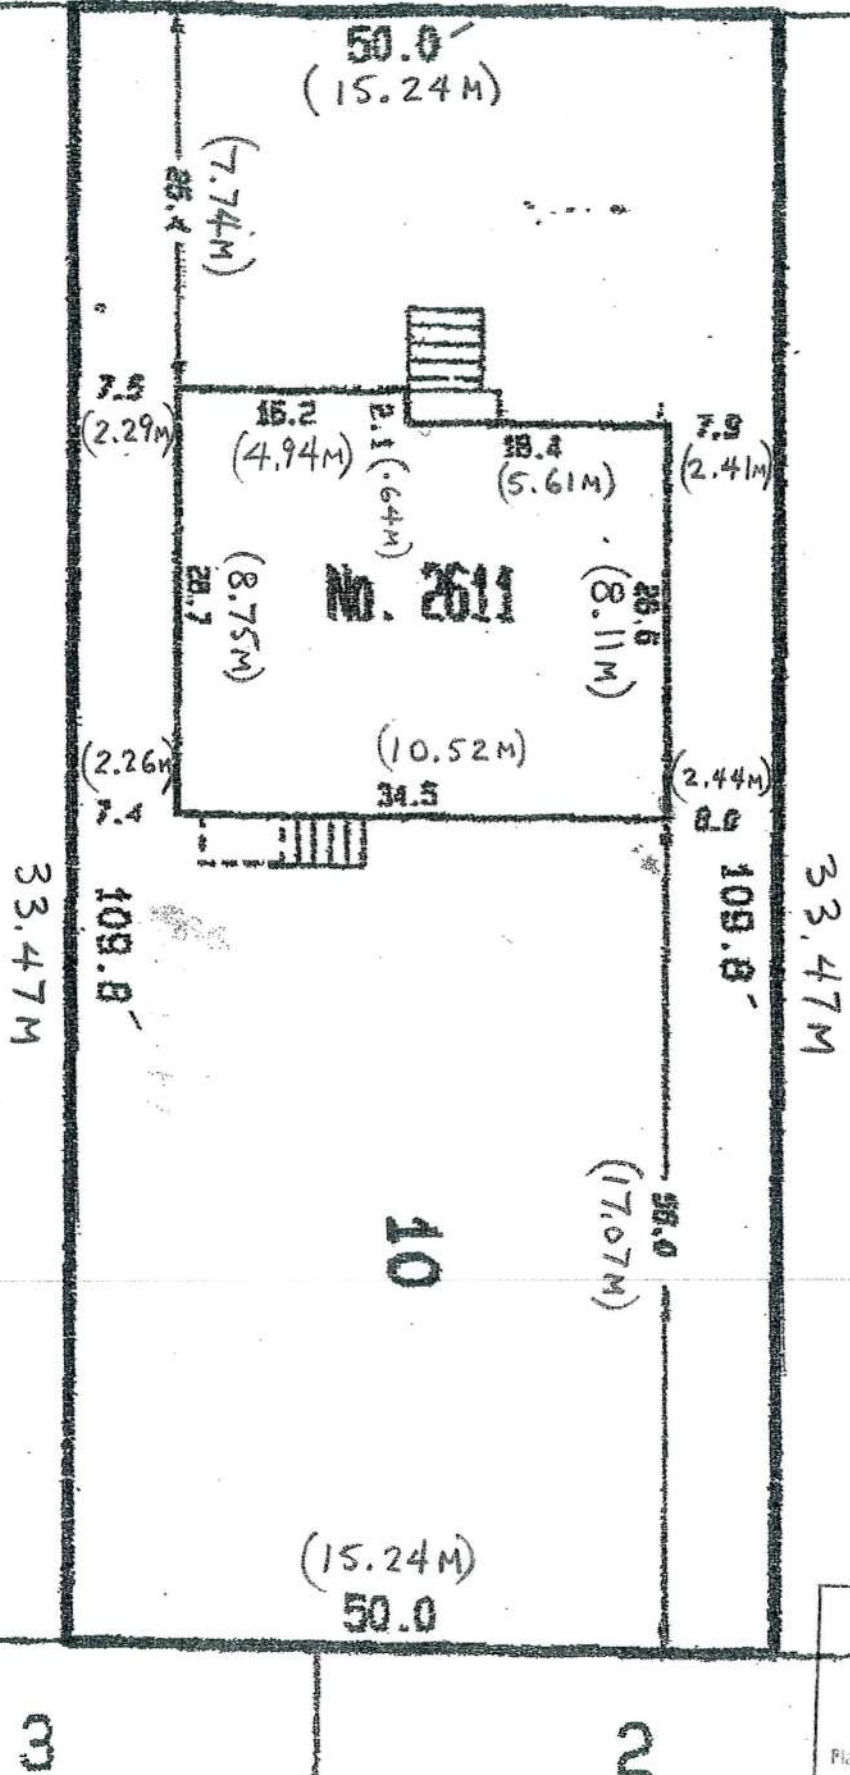 50.0'
(15.24M)
25.4
(7.74M)
7.5
(2.29M)
16.2
(4.94M)
2.1 (.64M)
18.4
(5.61M)
7.9
(2.41M)
28.7
(8.75M)
No. 2611
26.6
(8.11M)
(10.52M)
34.5
(2.26M)
7.4
(2.44M)
8.0
33.47M
109.8'
109.8'
33.47M
10
56.0
(17.07M)
(15.24M)
50.0
3
2
Pla